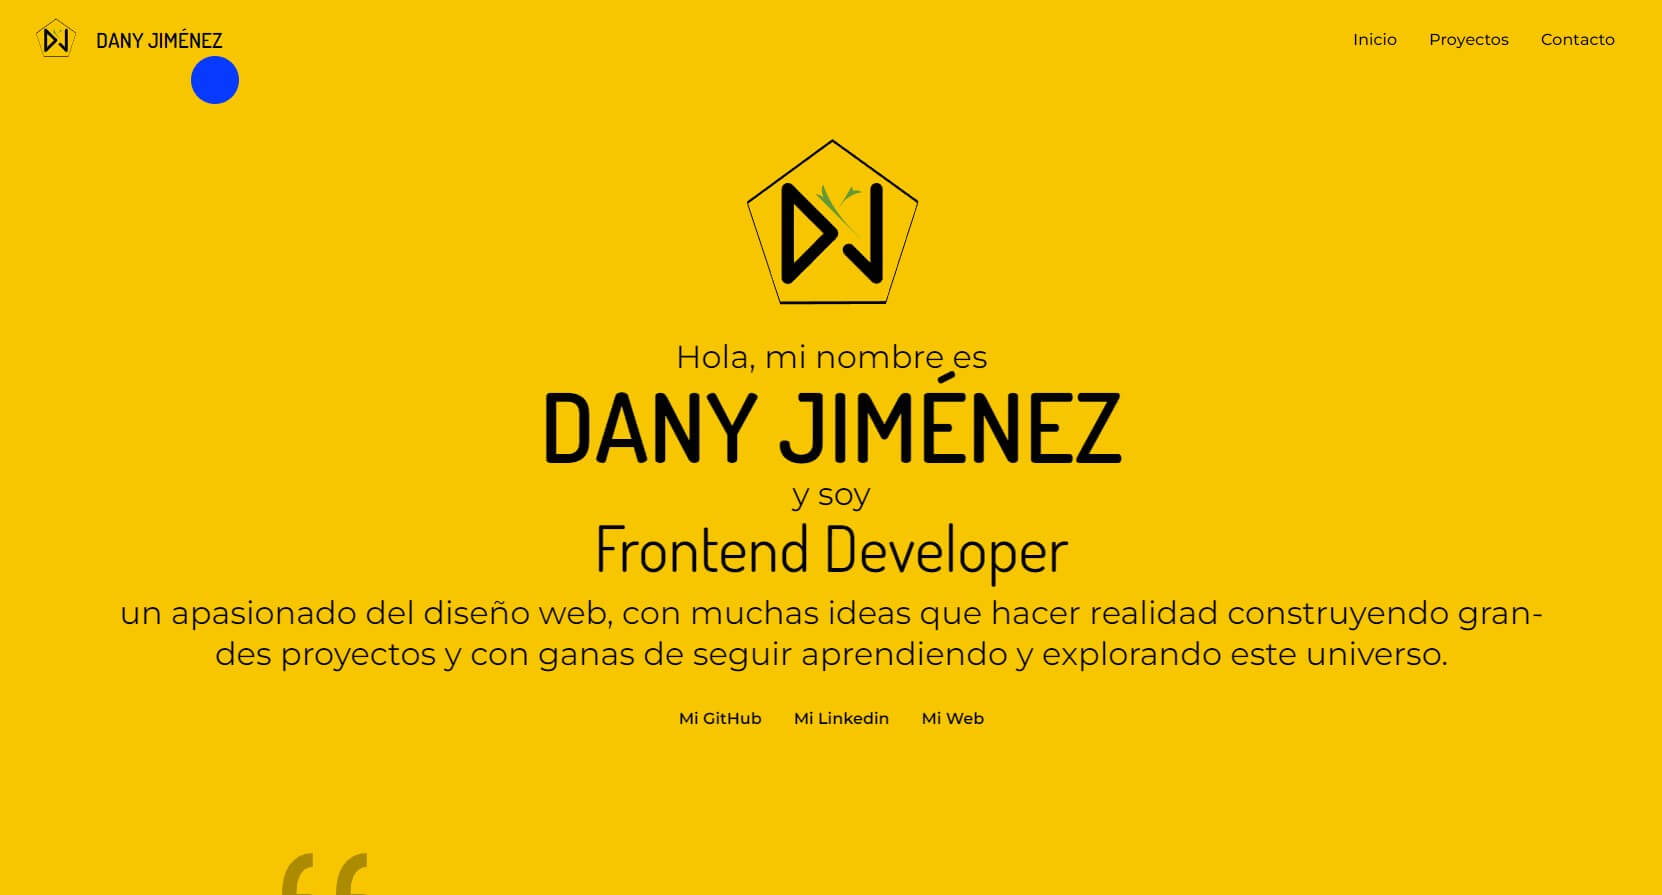 DANY JIMÉNEZ
Inicio Proyectos Contacto
DJ
Hola, mi nombre es
DANY JIMÉNEZ
y soy
Frontend Developer
un apasionado del diseño web, con muchas ideas que hacer realidad construyendo gran-
des proyectos y con ganas de seguir aprendiendo y explorando este universo.
Mi GitHub Mi Linkedin Mi Web
“